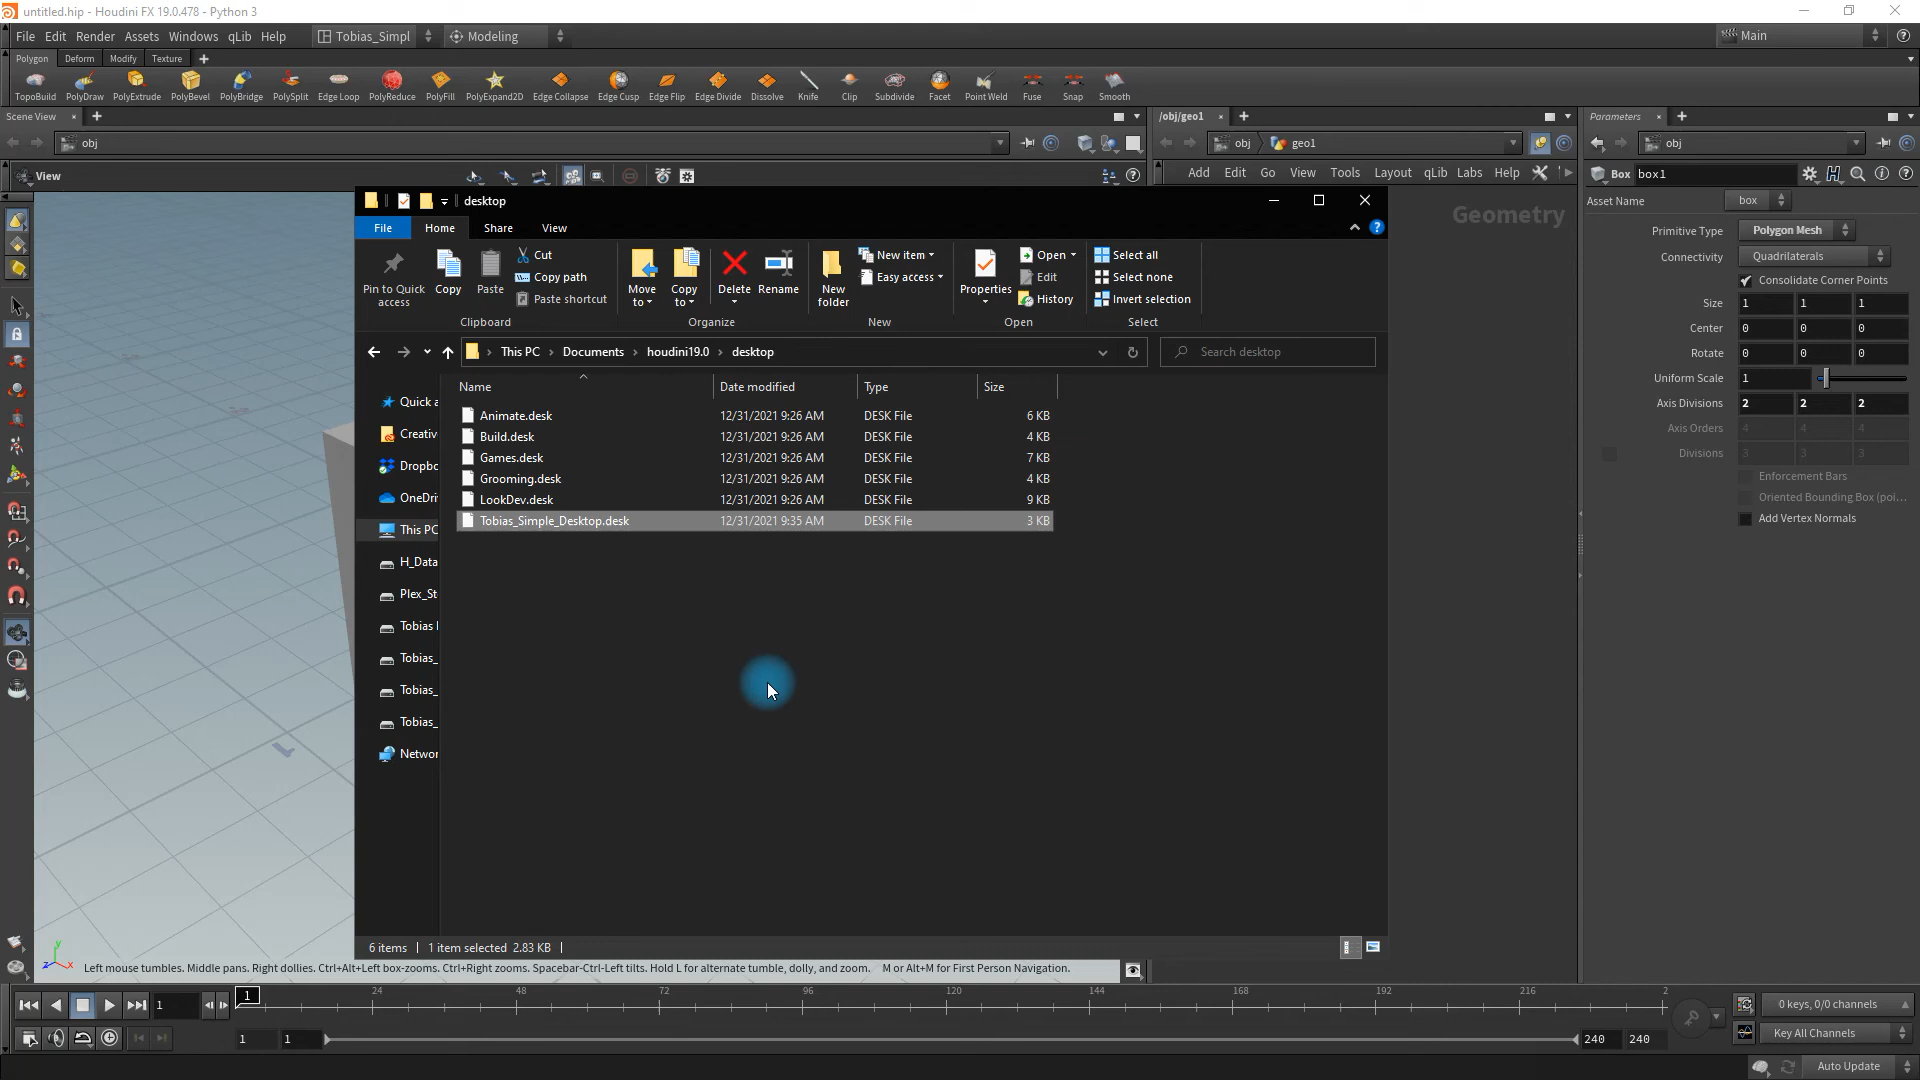 untitled.hip - Houdini FX 19.0.478 - Python 3
File Edit Render Assets Windows qLib Help Tobias_Simpl Modeling Main
Polygon Deform Modify Texture
TopoBuild PolyDraw PolyExtrude PolyBevel PolyBridge PolySplit Edge Loop PolyReduce PolyFill PolyExpand2D Edge Collapse Edge Cusp Edge Flip Edge Divide Dissolve Knife Clip Subdivide Facet Point Weld Fuse Snap Smooth
Scene View /obj/geo1 Parameters
obj obj geo1 obj
View Add Edit Go View Tools Layout qLib Labs Help Box box1
desktop
Asset Name box
Geometry
File Home Share View
Primitive Type Polygon Mesh
Connectivity Quadrilaterals
Consolidate Corner Points
Size 1 1 1
Center 0 0 0
Rotate 0 0 0
Uniform Scale 1
Axis Divisions 2 2 2
Axis Orders 4 4 4
Divisions 3 3 3
Enforcement Bars
Oriented Bounding Box (poi...
Add Vertex Normals
Pin to Quick access
Copy
Paste
Cut
Copy path
Paste shortcut
Clipboard
Move to
Copy to
Delete
Rename
Organize
New folder
New item
Easy access
New
Properties
Open
Edit
History
Open
Select all
Select none
Invert selection
Select
This PC > Documents > houdini19.0 > desktop
Search desktop
Name Date modified Type Size
Animate.desk 12/31/2021 9:26 AM DESK File 6 KB
Build.desk 12/31/2021 9:26 AM DESK File 4 KB
Games.desk 12/31/2021 9:26 AM DESK File 7 KB
Grooming.desk 12/31/2021 9:26 AM DESK File 4 KB
LookDev.desk 12/31/2021 9:26 AM DESK File 9 KB
Tobias_Simple_Desktop.desk 12/31/2021 9:35 AM DESK File 3 KB
Quick a
Creativ
Dropbo
OneDri
This PC
H_Data
Plex_St
Tobias
Tobias_
Tobias_
Tobias_
Networ
6 items 1 item selected 2.83 KB
y
z x
Left mouse tumbles. Middle pans. Right dollies. Ctrl+Alt+Left box-zooms. Ctrl+Right zooms. Spacebar-Ctrl-Left tilts. Hold L for alternate tumble, dolly, and zoom. M or Alt+M for First Person Navigation.
1 1 24 48 72 96 120 144 168 192 216 2
0 keys, 0/0 channels
1 1 240 240
Key All Channels
Auto Update